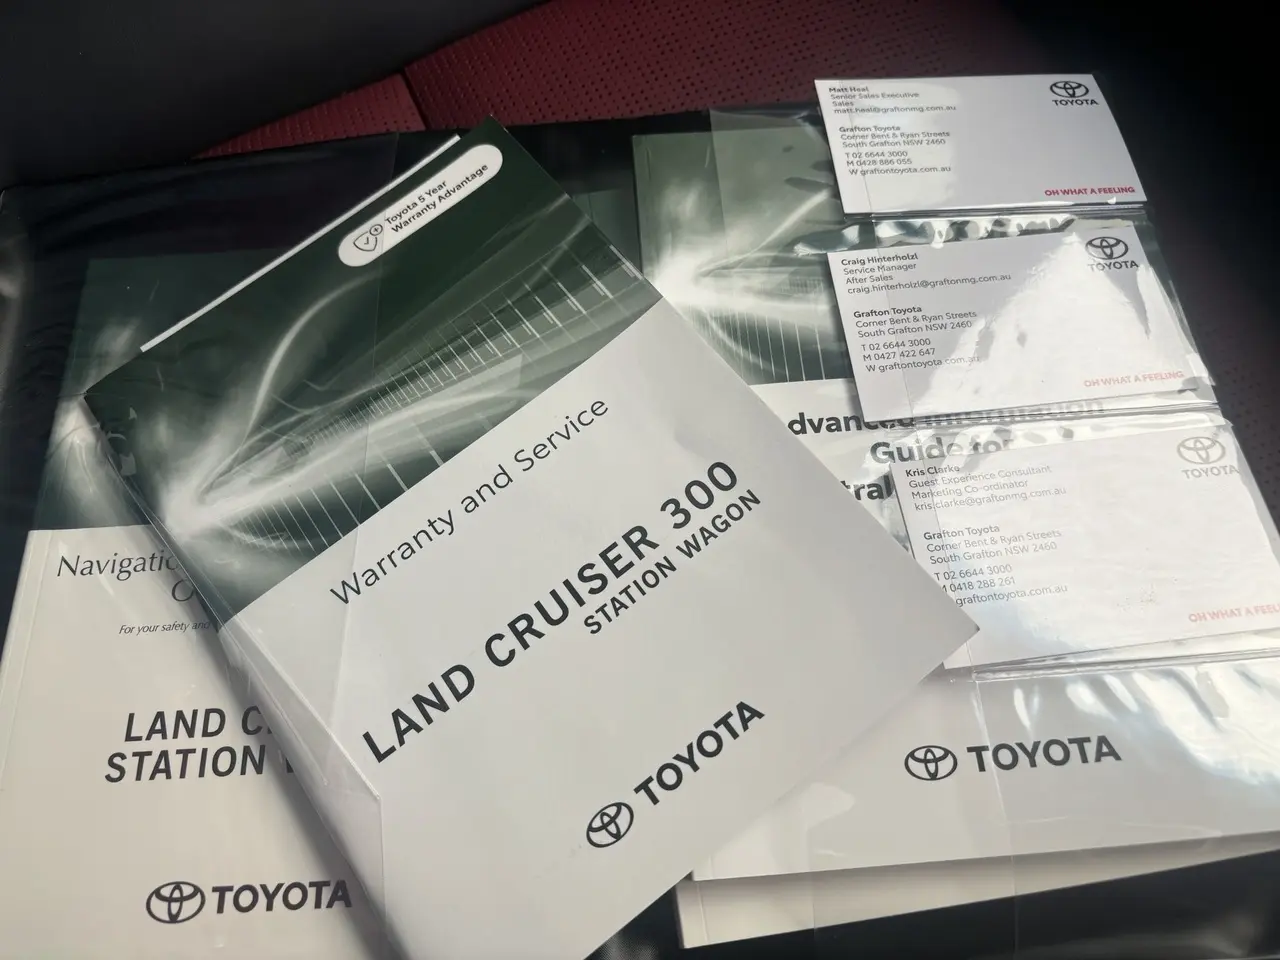 Toyota 5 Year
Warranty Advantage
Warranty and Service
LAND CRUISER 300
STATION WAGON
TOYOTA
Navigatio
O
For your safety and
LAND C
STATION
TOYOTA
Matt Heal
Senior Sales Executive
Sales
matt.heal@graftonmg.com.au
TOYOTA
Grafton Toyota
Corner Bent & Ryan Streets
South Grafton NSW 2460
T 02 6644 3000
M 0428 886 055
W graftontoyota.com.au
OH WHAT A FEELING
Craig Hinterholzl
Service Manager
After Sales
craig.hinterholzl@graftonmg.com.au
TOYOTA
Grafton Toyota
Corner Bent & Ryan Streets
South Grafton NSW 2460
T 02 6644 3000
M 0427 422 647
W graftontoyota.com.au
OH WHAT A FEELING
dvanced Information
Guide for
tral
Kris Clarke
Guest Experience Consultant
Marketing Co-ordinator
kris.clarke@graftonmg.com.au
TOYOTA
Grafton Toyota
Corner Bent & Ryan Streets
South Grafton NSW 2460
T 02 6644 3000
M 0418 288 261
graftontoyota.com.au
OH WHAT A FEEL
TOYOTA